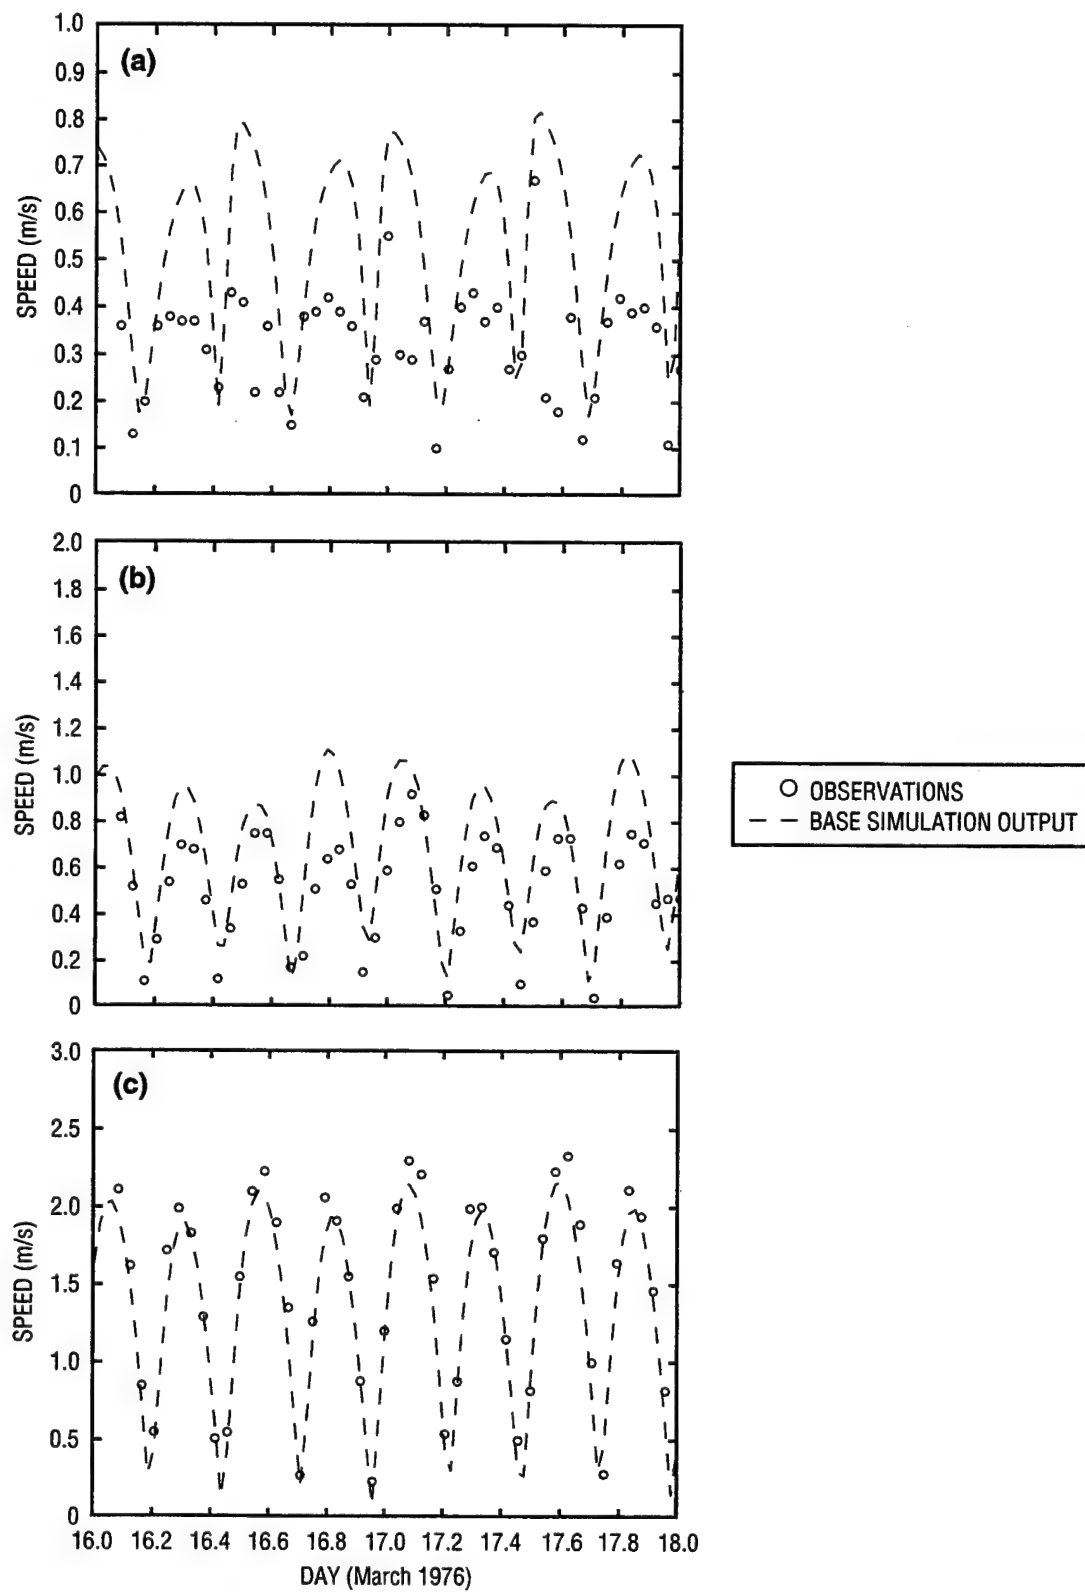 (a)
1.0
0.9
0.8
0.7
0.6
0.5
0.4
0.3
0.2
0.1
0
SPEED (m/s)
(b)
2.0
1.8
1.6
1.4
1.2
1.0
0.8
0.6
0.4
0.2
0
SPEED (m/s)
OBSERVATIONS
BASE SIMULATION OUTPUT
(c)
3.0
2.5
2.0
1.5
1.0
0.5
0
SPEED (m/s)
16.0 16.2 16.4 16.6 16.8 17.0 17.2 17.4 17.6 17.8 18.0
DAY (March 1976)